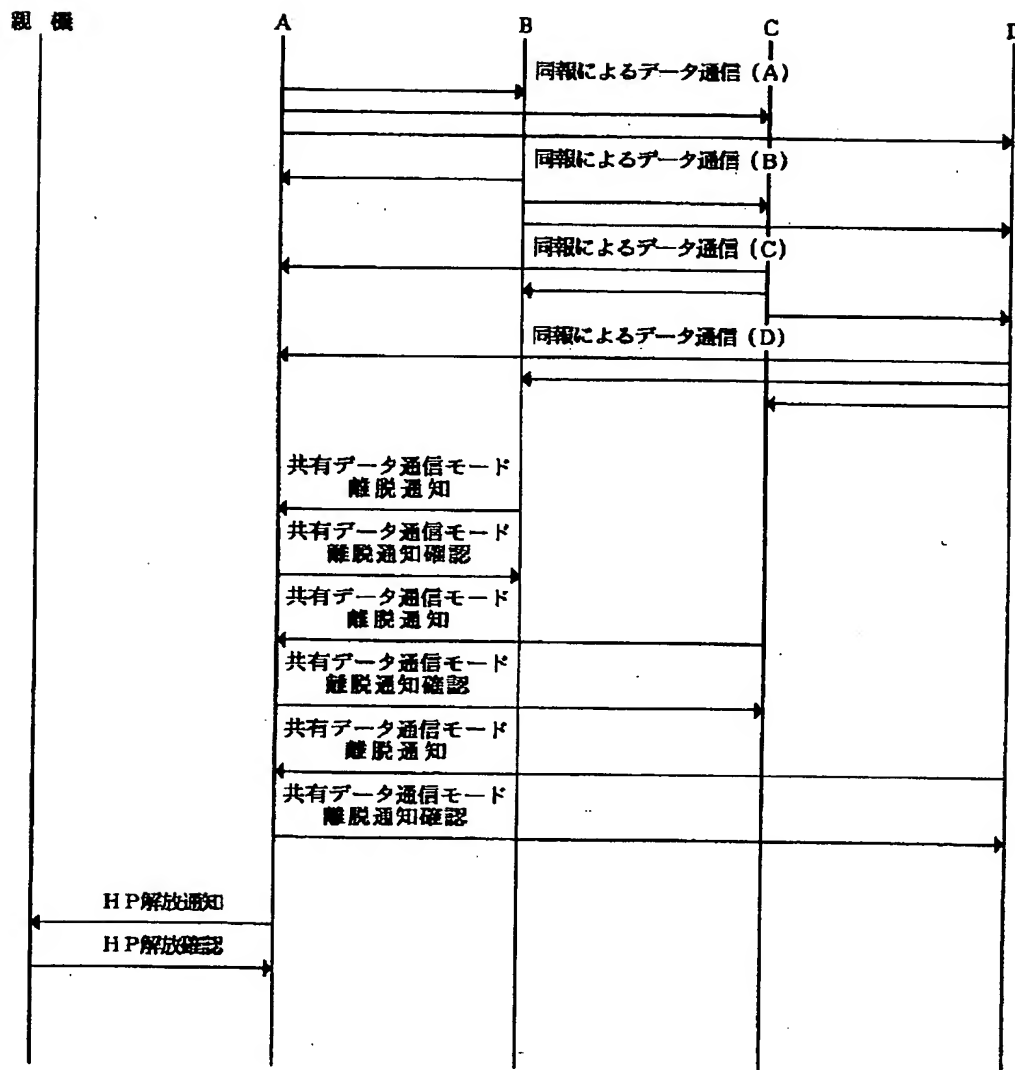 親 機
A
B
C
同報によるデータ通信 (A)
同報によるデータ通信 (B)
同報によるデータ通信 (C)
同報によるデータ通信 (D)
共有データ通信モード
離脱通知
共有データ通信モード
離脱通知確認
共有データ通信モード
離脱通知
共有データ通信モード
離脱通知確認
共有データ通信モード
離脱通知
共有データ通信モード
離脱通知確認
HP解放通知
HP解放確認